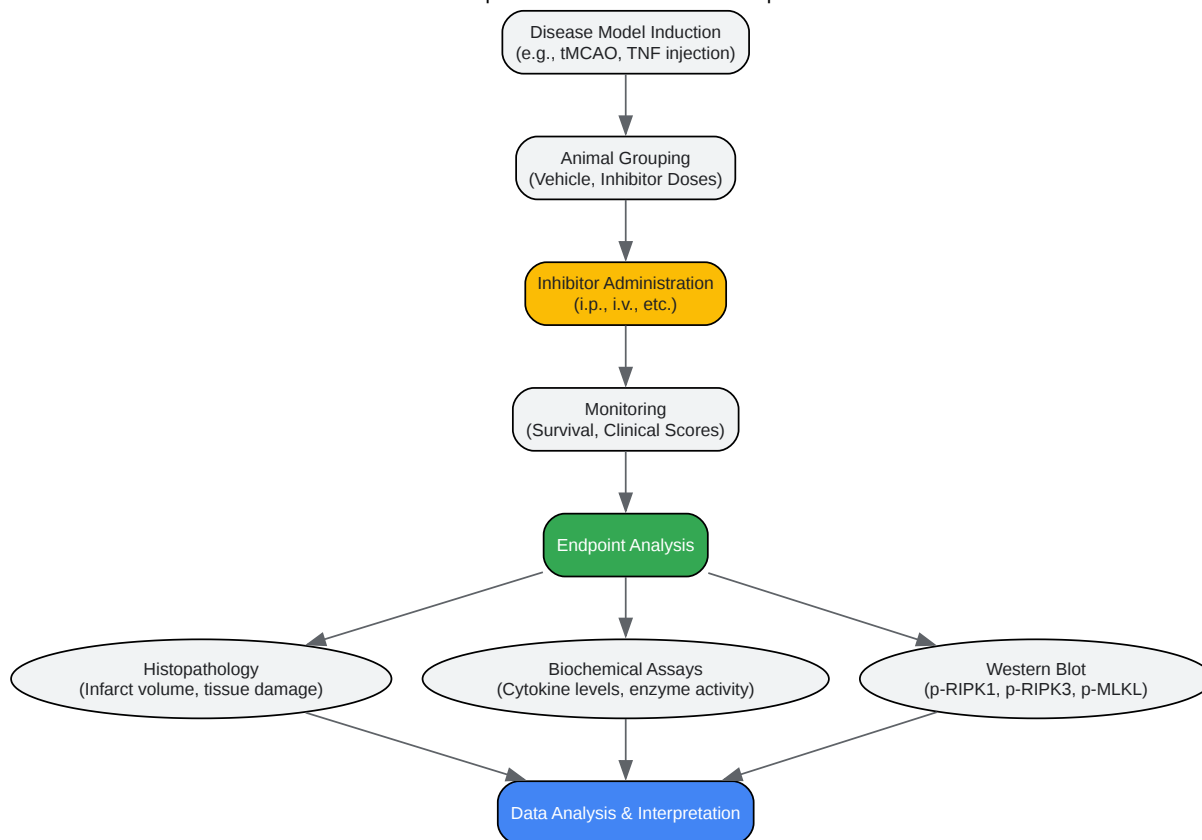 Disease Model Induction
(e.g., tMCAO, TNF injection)
Animal Grouping
(Vehicle, Inhibitor Doses)
Inhibitor Administration
(i.p., i.v., etc.)
Monitoring
(Survival, Clinical Scores)
Endpoint Analysis
Histopathology
(Infarct volume, tissue damage)
Biochemical Assays
(Cytokine levels, enzyme activity)
Western Blot
(p-RIPK1, p-RIPK3, p-MLKL)
Data Analysis & Interpretation